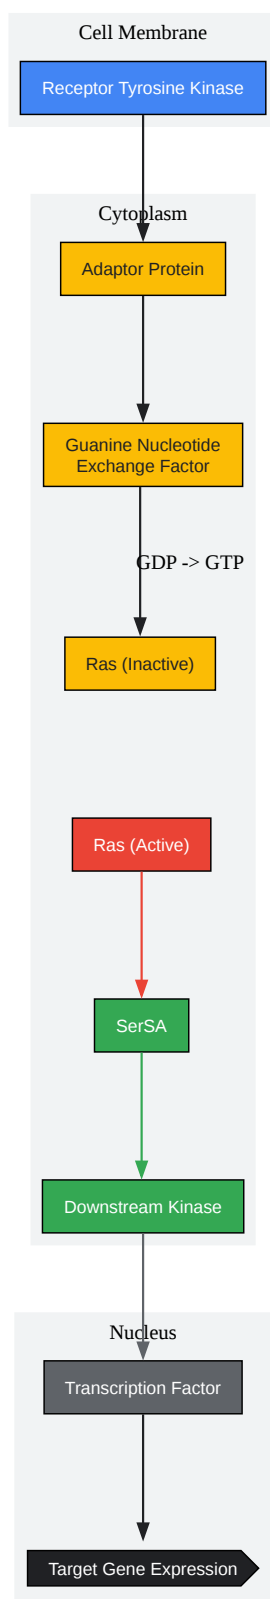 Cell Membrane
Receptor Tyrosine Kinase
Cytoplasm
Adaptor Protein
Guanine Nucleotide
Exchange Factor
GDP -> GTP
Ras (Inactive)
Ras (Active)
SerSA
Downstream Kinase
Nucleus
Transcription Factor
Target Gene Expression